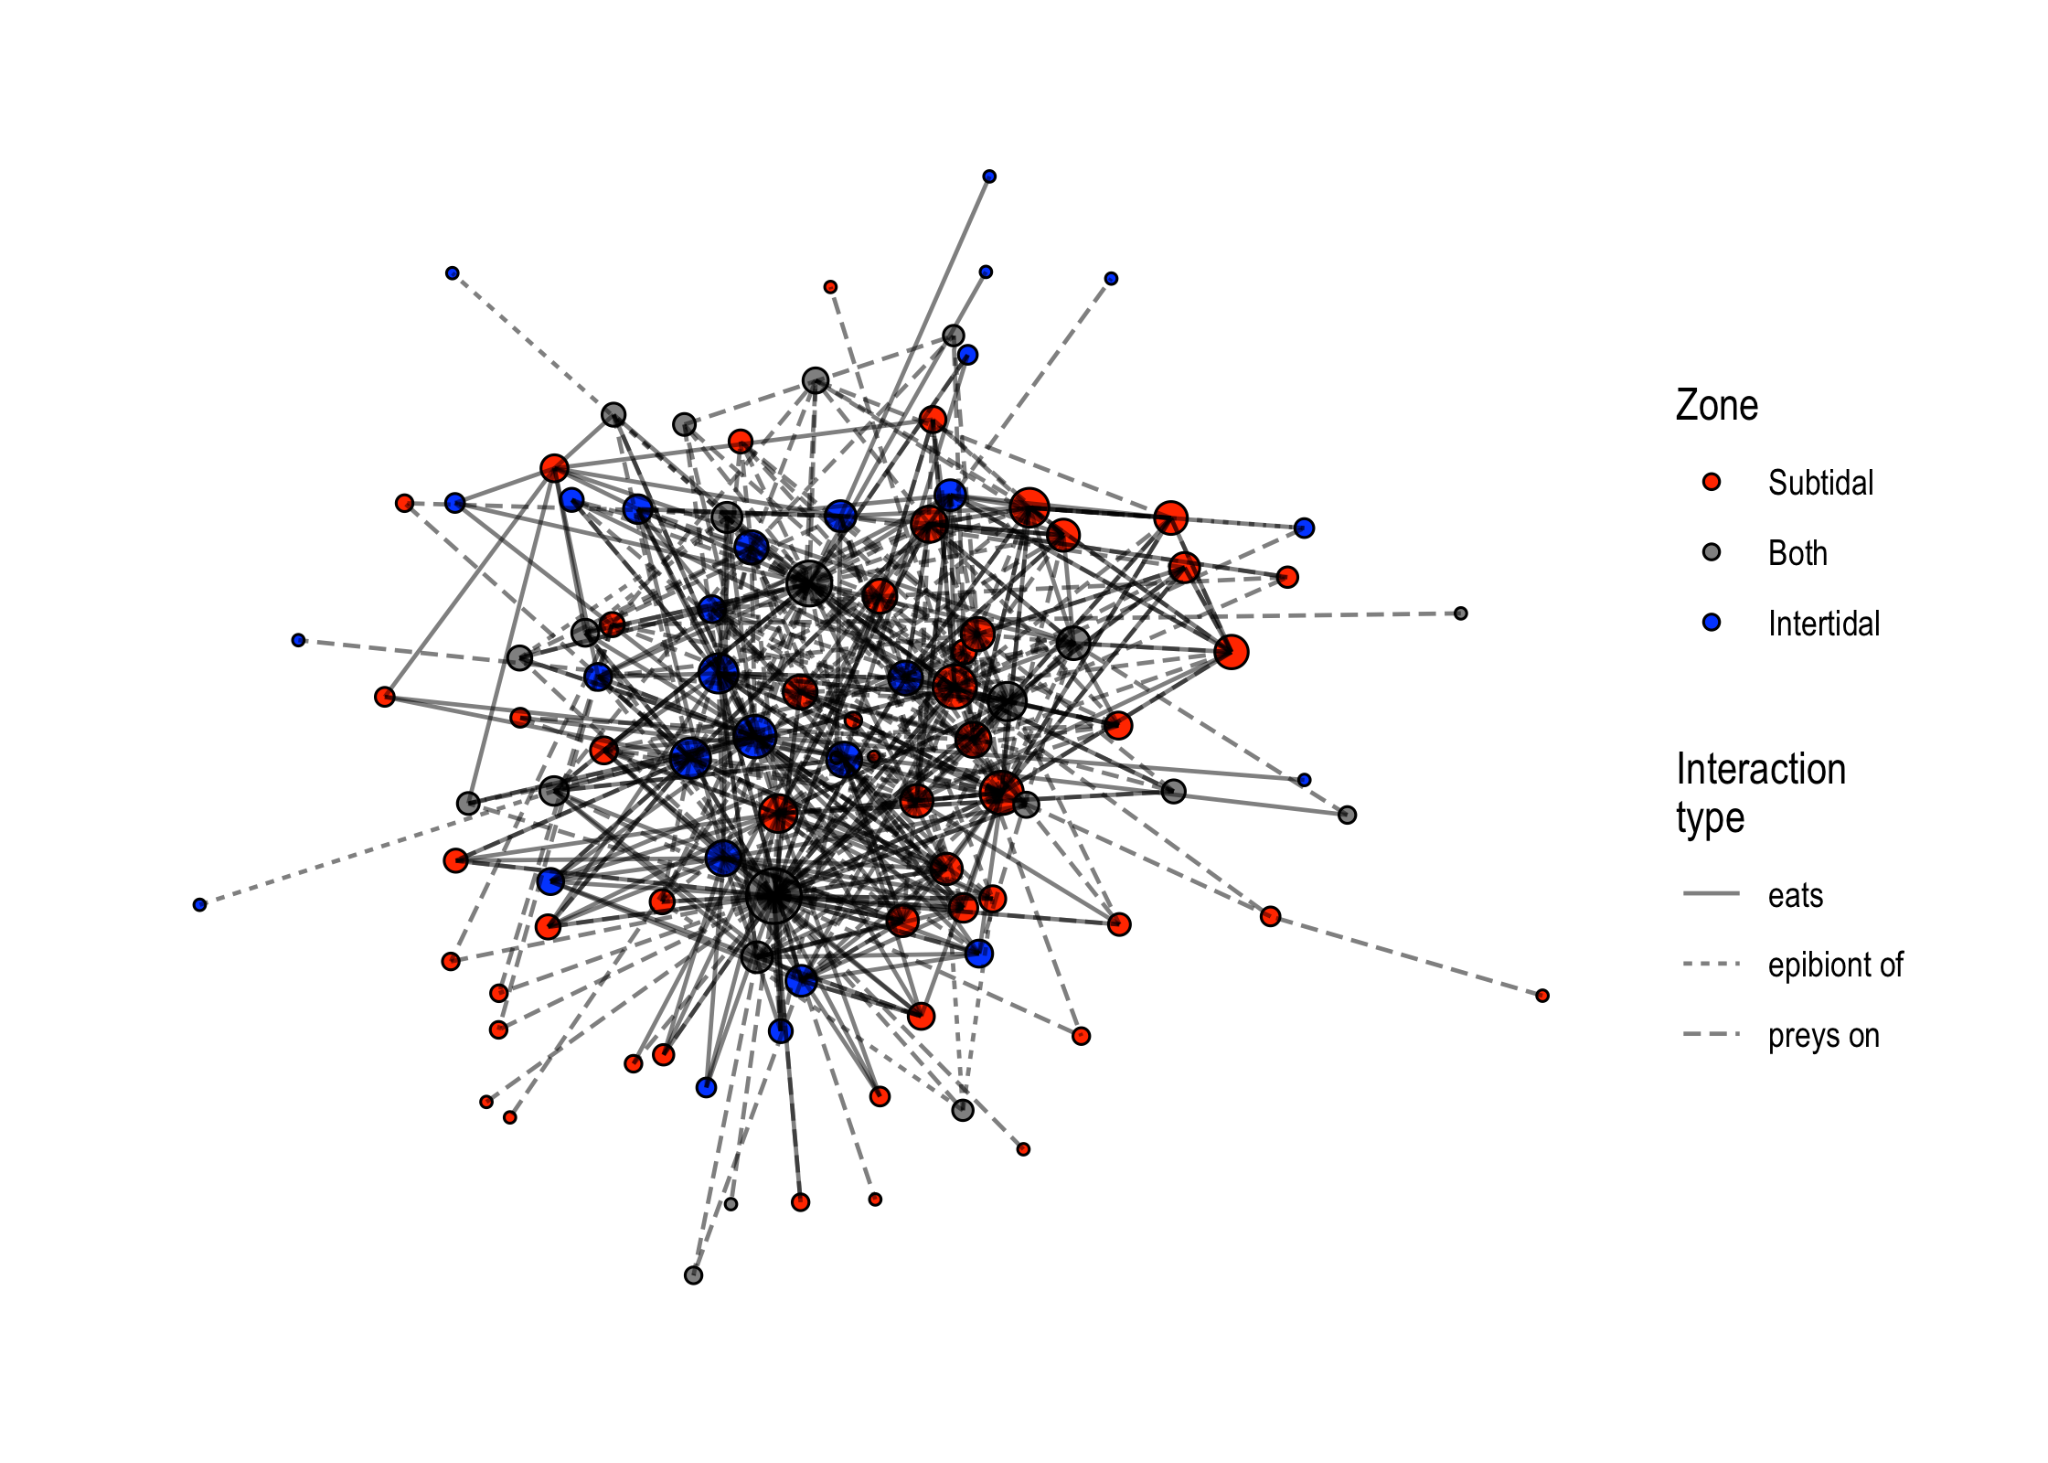 Zone
Subtidal
Both
Intertidal
Interaction
type
eats
epibiont of
preys on